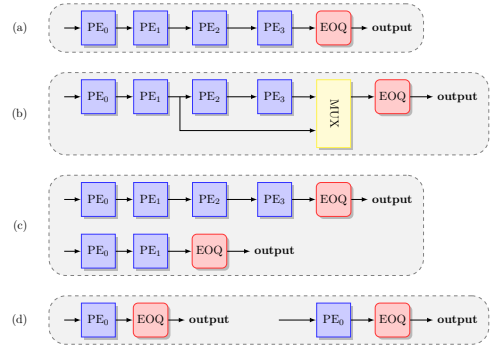 (a) PE₀ PE₁ PE₂ PE₃ EOQ output
(b) PE₀ PE₁ PE₂ PE₃ MUX EOQ output
(c) PE₀ PE₁ PE₂ PE₃ EOQ output
PE₀ PE₁ EOQ output
(d) PE₀ EOQ output PE₀ EOQ output